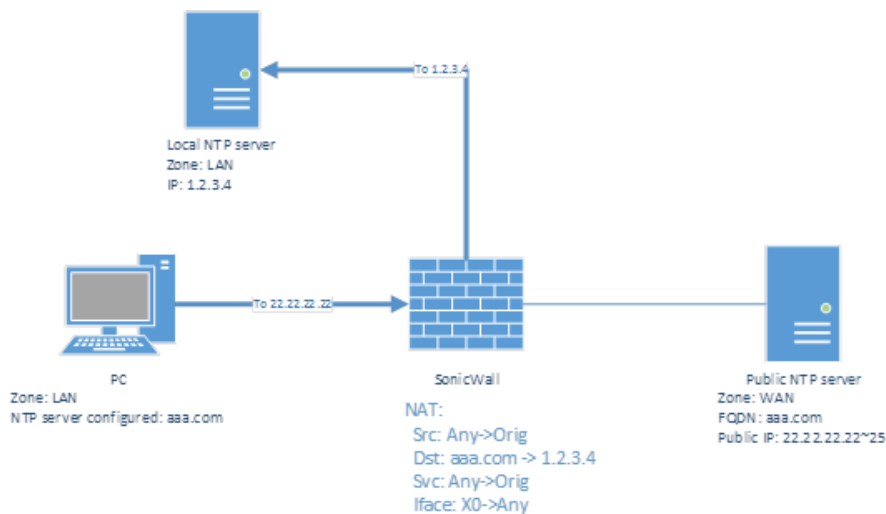 To 1.2.3.4
Local NTP server
Zone: LAN
IP: 1.2.3.4
To 22.22.22.22
PC
Zone: LAN
NTP server configured: aaa.com
SonicWall
NAT:
Src: Any->Orig
Dst: aaa.com -> 1.2.3.4
Svc: Any->Orig
Iface: X0->Any
Public NTP server
Zone: WAN
FQDN: aaa.com
Public IP: 22.22.22.22~25